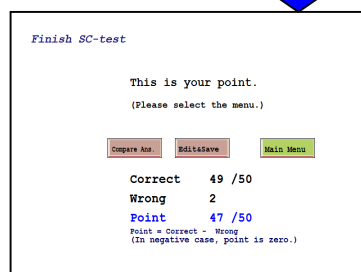 Finish SC-test
This is your point.
(Please select the menu.)
Compare Ans. Edit&Save Main Menu
Correct 49 /50
Wrong 2
Point 47 /50
Point = Correct - Wrong
(In negative case, point is zero.)